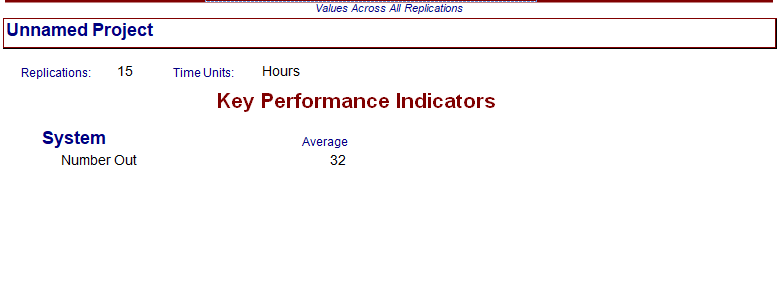 Values Across All Replications
Unnamed Project
Replications: 15 Time Units: Hours
Key Performance Indicators
System Average
Number Out 32